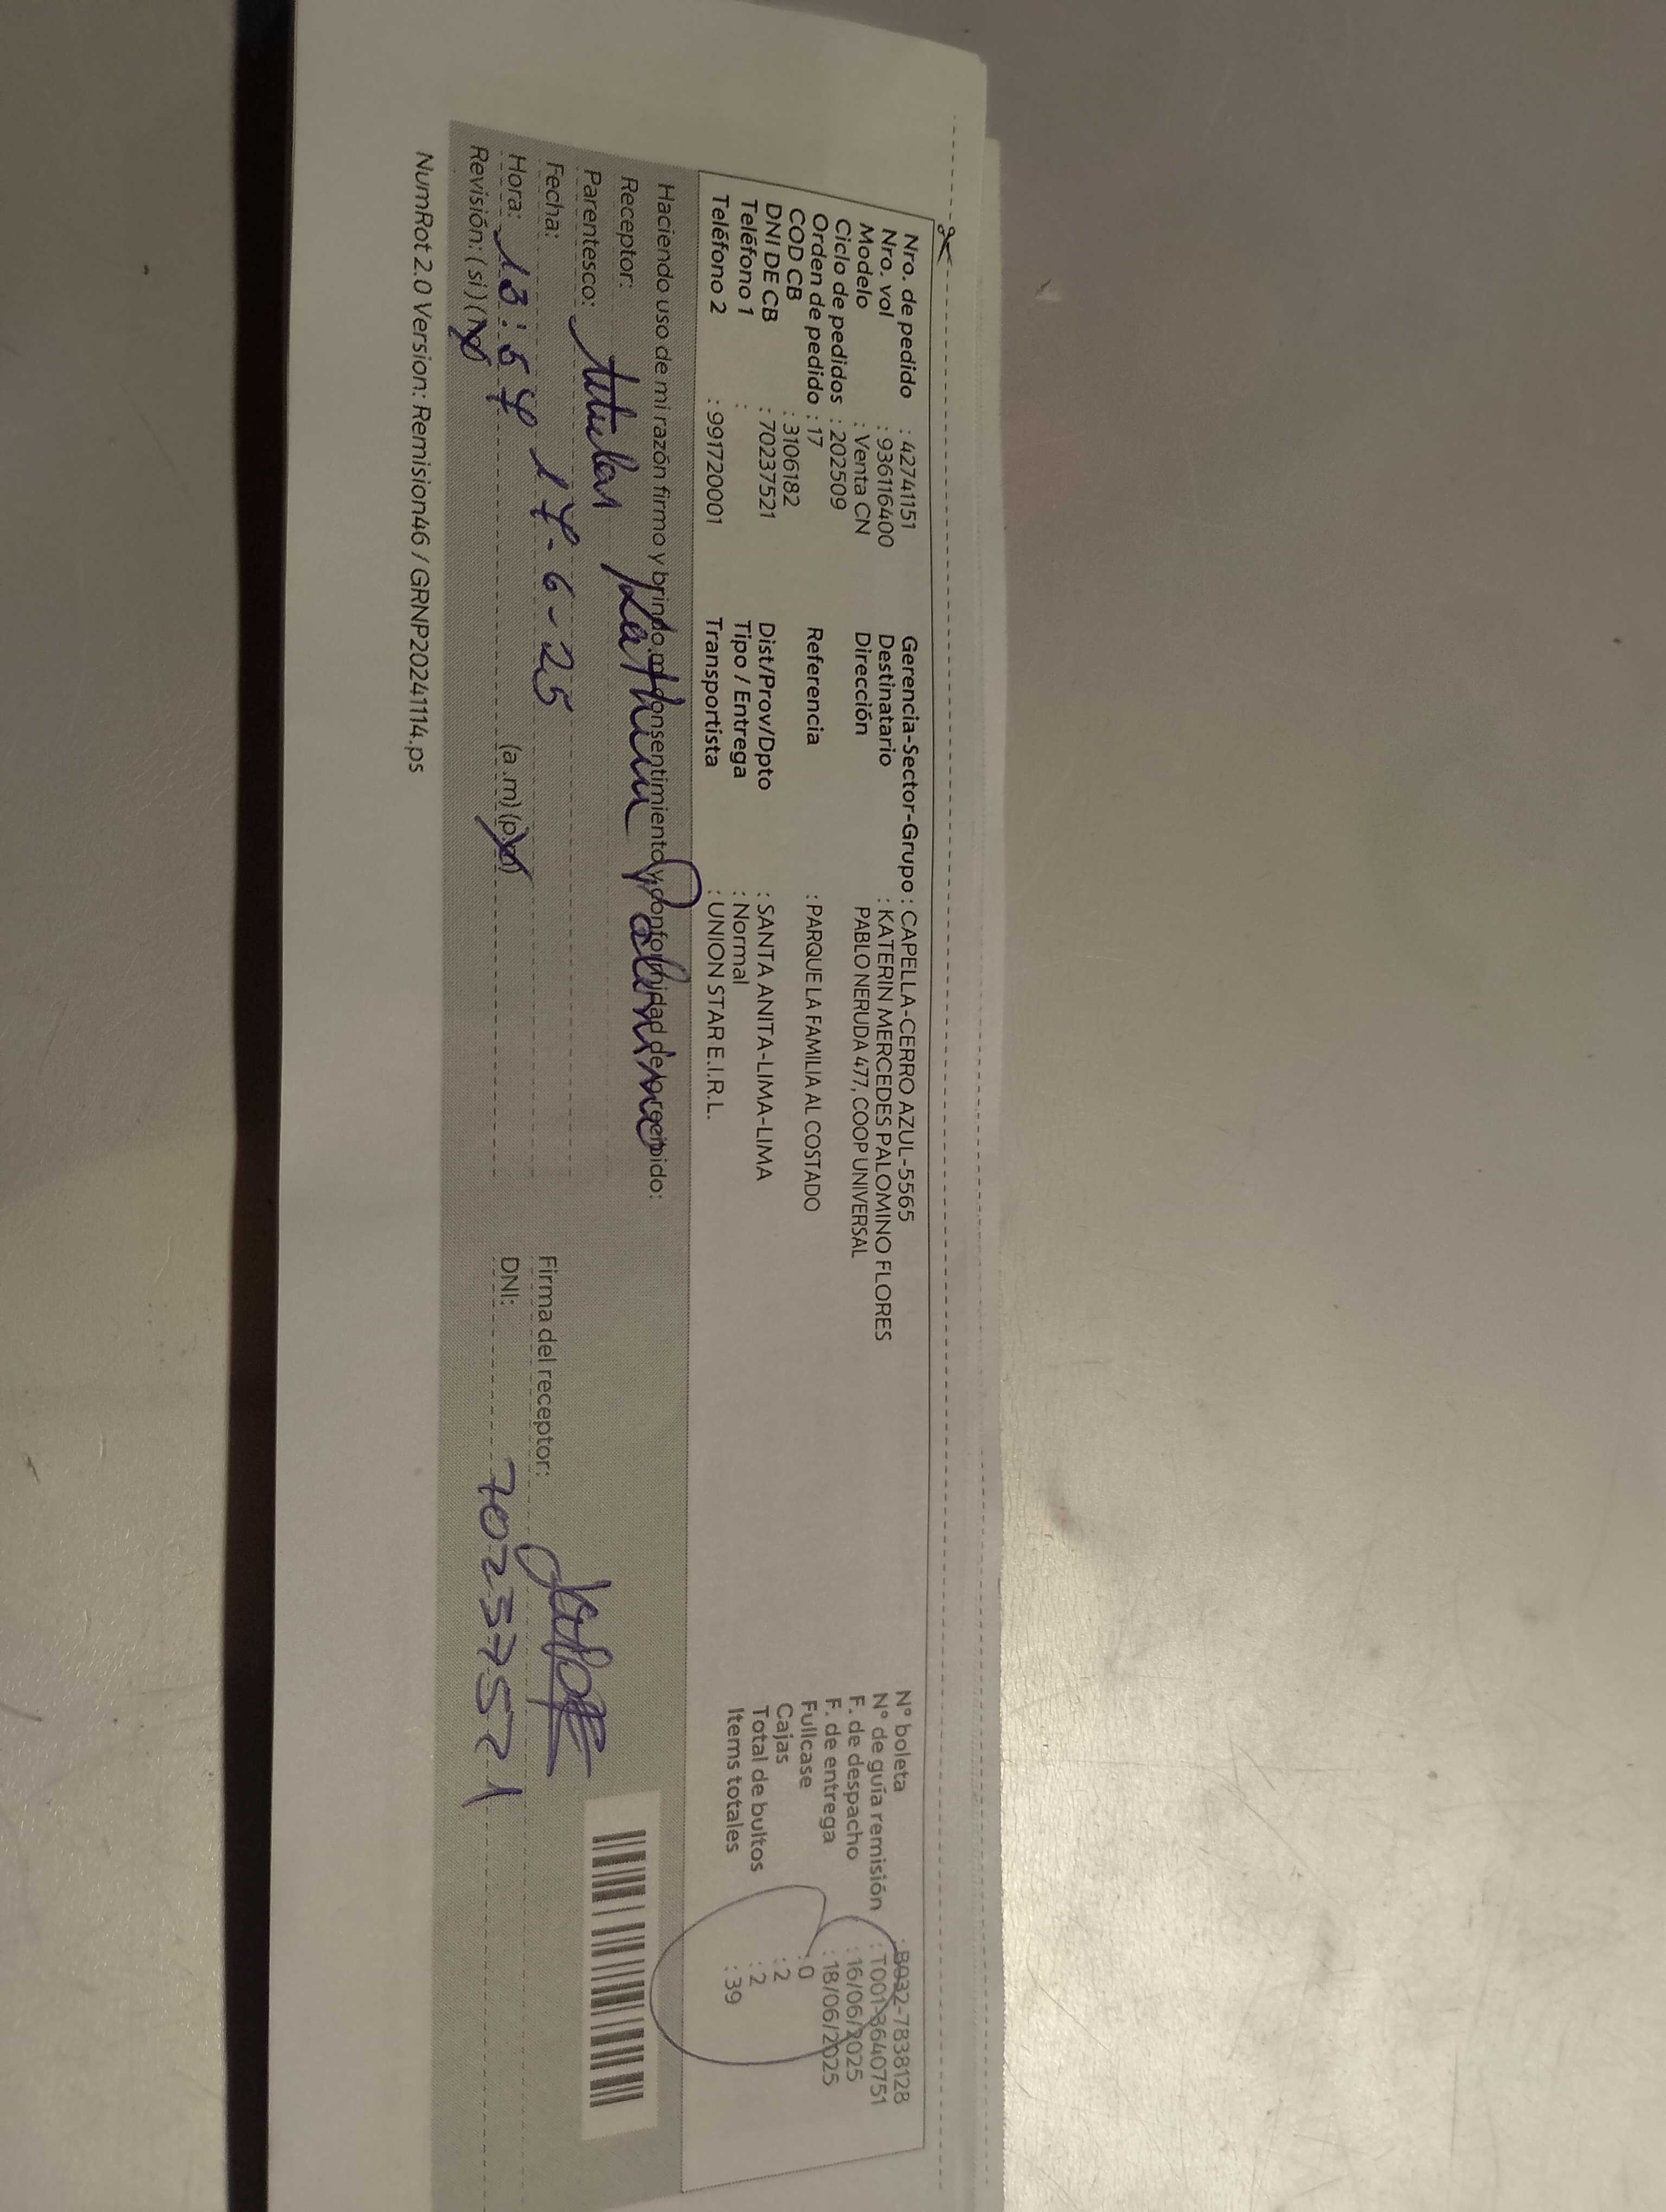 Nro. de pedido : 42741151
Nro. vol : 936116400
Modelo : Venta CN
Ciclo de pedidos : 202509
Orden de pedido : 17
COD CB : 3106182
DNI DE CB : 70237521
Teléfono 1 :
Teléfono 2 : 991720001
Gerencia-Sector-Grupo : CAPELLA-CERRO AZUL-5565
Destinatario : KATERIN MERCEDES PALOMINO FLORES
Dirección PABLO NERUDA 477, COOP UNIVERSAL
Referencia : PARQUE LA FAMILIA AL COSTADO
Dist/Prov/Dpto : SANTA ANITA-LIMA-LIMA
Tipo / Entrega : Normal
Transportista : UNION STAR E.I.R.L.
N° boleta : B032-7838128
N° de guía remisión : T001-3640751
F. de despacho : 16/06/2025
F. de entrega : 18/06/2025
Fullcase : 0
Cajas : 2
Total de bultos : 2
Items totales : 39
Haciendo uso de mi razón firmo y brindo mi consentimiento y conformidad de lo recibido:
Receptor: Palomino
Parentesco: titular
Fecha: 17-6-25
Hora: 13:57 (a.m) (p.m)
Revisión: ( si ) ( no )
Firma del receptor:
DNI: 70237521
NumRot 2.0 Version: Remision46 / GRNP20241114.ps